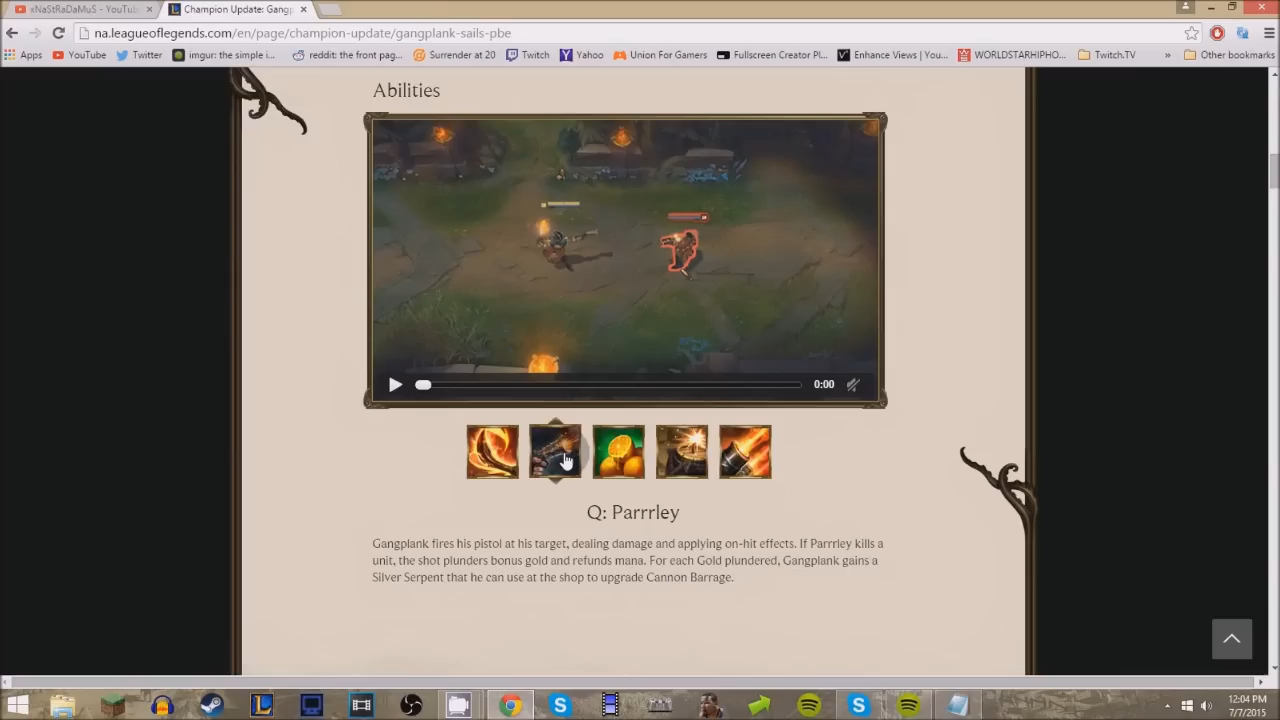 xNaStRaDaMuS - YouTub
Champion Update: Gangp
na.leagueoflegends.com/en/page/champion-update/gangplank-sails-pbe
Apps
YouTube
Twitter
imgur: the simple i...
reddit: the front pag...
Surrender at 20
Twitch
Yahoo
Union For Gamers
Fullscreen Creator Pl...
Enhance Views | You...
WORLDSTARHIPHO...
Twitch.TV
»
Other bookmarks
Abilities
0:00
Q: Parrrley
Gangplank fires his pistol at his target, dealing damage and applying on-hit effects. If Parrrley kills a
unit, the shot plunders bonus gold and refunds mana. For each Gold plundered, Gangplank gains a
Silver Serpent that he can use at the shop to upgrade Cannon Barrage.
12:04 PM
7/7/2015